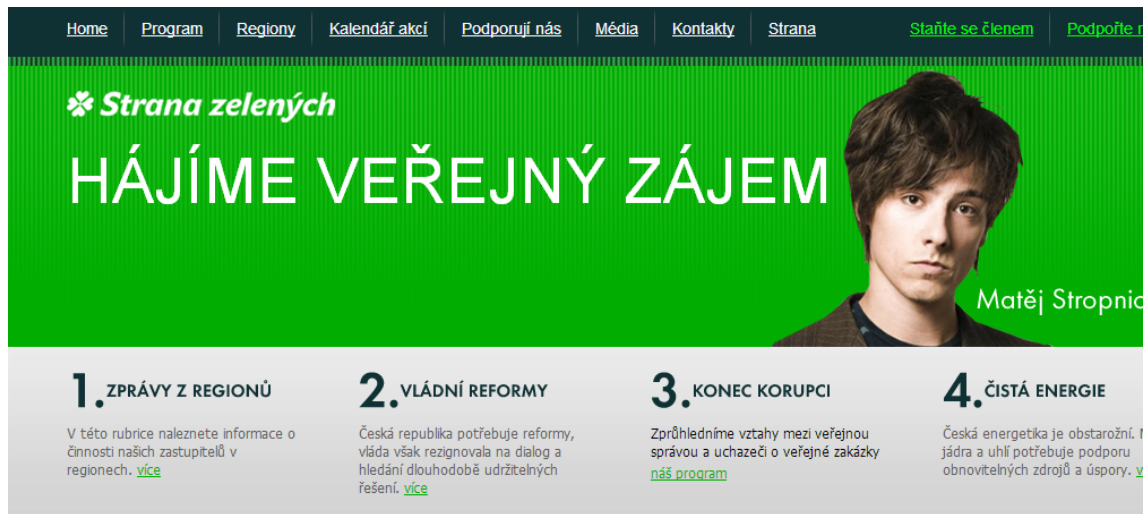 Home Program Regiony Kalendář akcí Podporují nás Média Kontakty Strana Staňte se členem Podpořte
Strana zelených
HÁJÍME VEŘEJNÝ ZÁJEM
Matěj Stropnic
1. ZPRÁVY Z REGIONŮ
V této rubrice naleznete informace o
činnosti našich zastupitelů v
regionech. více
2. VLÁDNÍ REFORMY
Česká republika potřebuje reformy,
vláda však rezignovala na dialog a
hledání dlouhodobě udržitelných
řešení. více
3. KONEC KORUPCI
Zprůhledníme vztahy mezi veřejnou
správou a uchazeči o veřejné zakázky
náš program
4. ČISTÁ ENERGIE
Česká energetika je obstarožní.
jádra a uhlí potřebuje podporu
obnovitelných zdrojů a úspory.